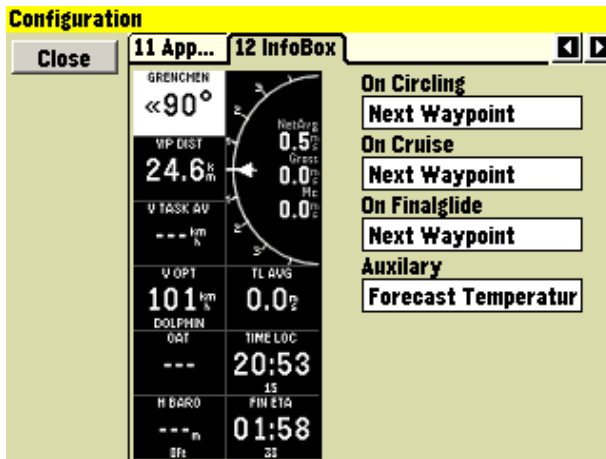 Configuration
Close
11 App...
12 InfoBox
GRENCHEN
«90°
WP DIST
24.6 km
V TASK AV
--- km/h
V OPT
101 km/h
DOLPHIN
OAT
---
H BARO
--- m
0Ft
NetAvg
0.5 m/s
Gross
0.0 m/s
Mc
0.0 m/s
TL AVG
0.0 m/s
TIME LOC
20:53
15
FIN ETA
01:58
38
On Circling
Next Waypoint
On Cruise
Next Waypoint
On Finalglide
Next Waypoint
Auxilary
Forecast Temperatur